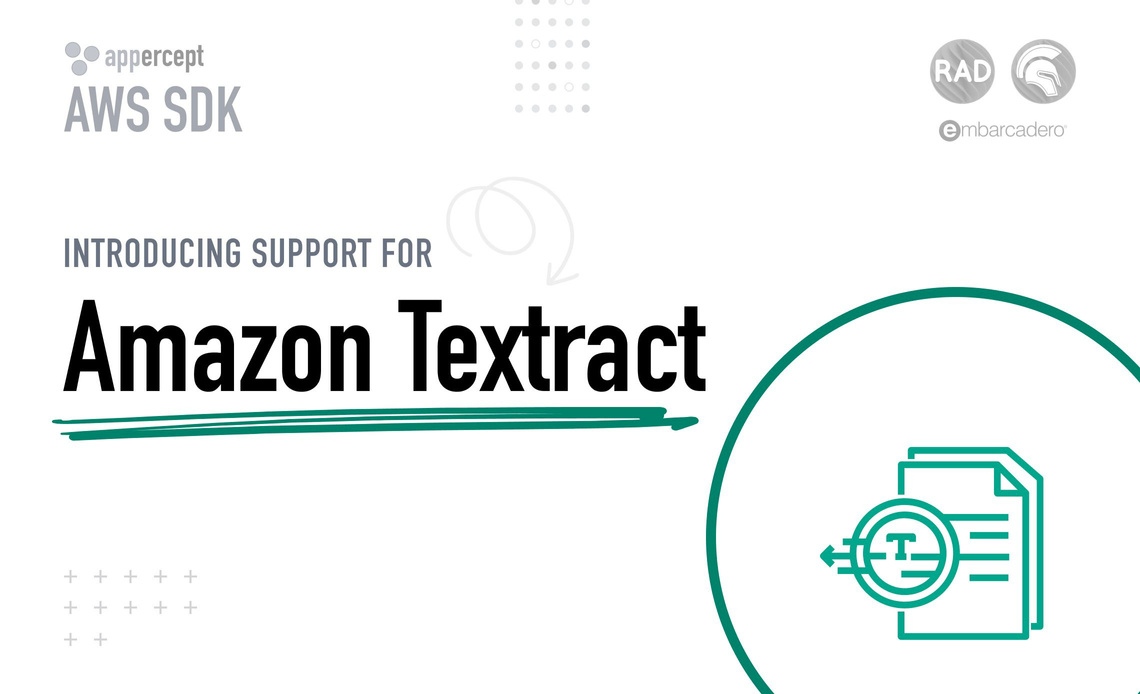 appercept
AWS SDK
RAD
embarcadero®
INTRODUCING SUPPORT FOR
Amazon Textract
T